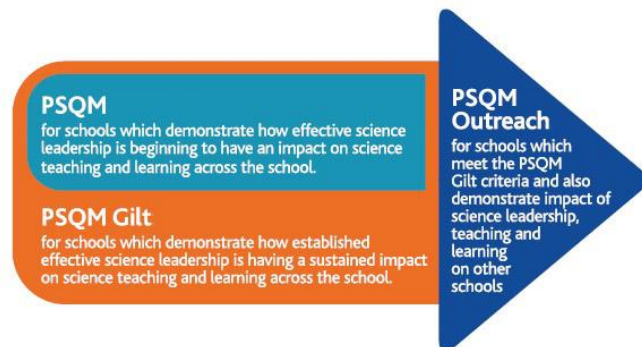 PSQM
for schools which demonstrate how effective science
leadership is beginning to have an impact on science
teaching and learning across the school.
PSQM Gilt
for schools which demonstrate how established
effective science leadership is having a sustained impact
on science teaching and learning across the school.
PSQM
Outreach
for schools which
meet the PSQM
Gilt criteria and also
demonstrate impact of
science leadership,
teaching and
learning
on other
schools